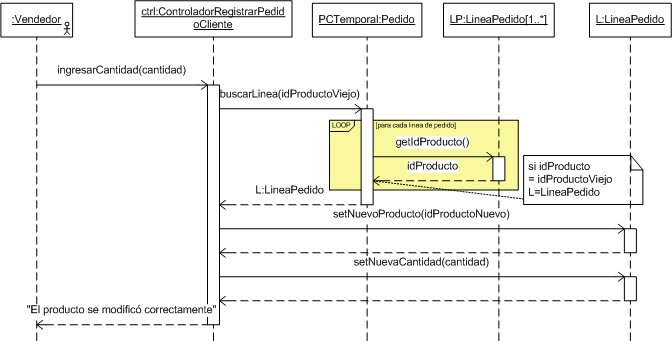 :Vendedor
ctrl:ControladorRegistrarPedid
oCliente
PCTemporal:Pedido
LP:LineaPedido[1..*]
L:LineaPedido
ingresarCantidad(cantidad)
buscarLinea(idProductoViejo)
LOOP
[para cada linea de pedido]
getIdProducto()
idProducto
si idProducto
= idProductoViejo
L=LineaPedido
L:LineaPedido
setNuevoProducto(idProductoNuevo)
setNuevaCantidad(cantidad)
"El producto se modificó correctamente"